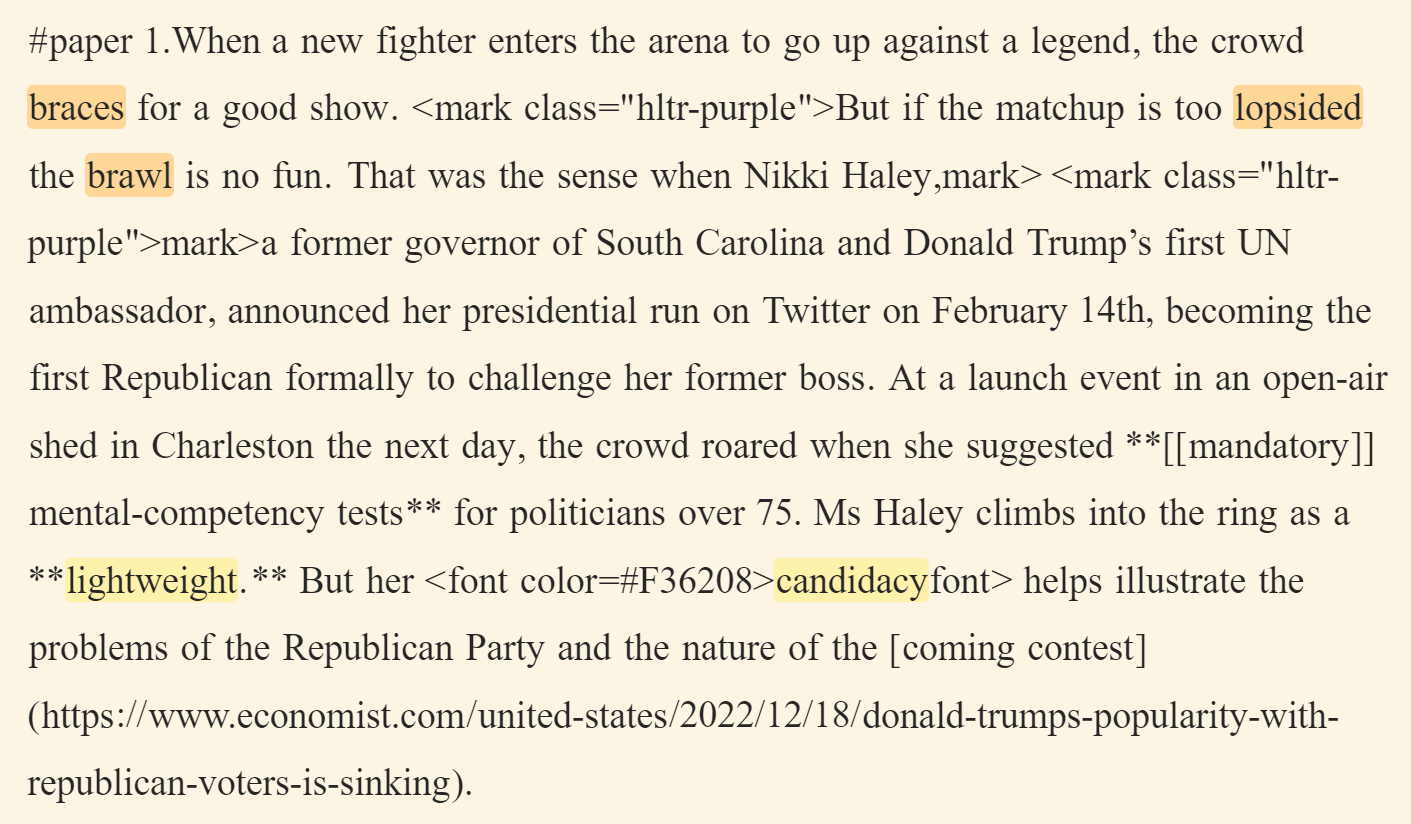 #paper 1.When a new fighter enters the arena to go up against a legend, the crowd
braces for a good show. <mark class="hltr-purple">But if the matchup is too lopsided
the brawl is no fun. That was the sense when Nikki Haley,mark> <mark class="hltr-
purple">mark>a former governor of South Carolina and Donald Trump’s first UN
ambassador, announced her presidential run on Twitter on February 14th, becoming the
first Republican formally to challenge her former boss. At a launch event in an open-air
shed in Charleston the next day, the crowd roared when she suggested **[[mandatory]]
mental-competency tests** for politicians over 75. Ms Haley climbs into the ring as a
**lightweight.** But her <font color=#F36208>candidacyfont> helps illustrate the
problems of the Republican Party and the nature of the [coming contest]
(https://www.economist.com/united-states/2022/12/18/donald-trumps-popularity-with-
republican-voters-is-sinking).